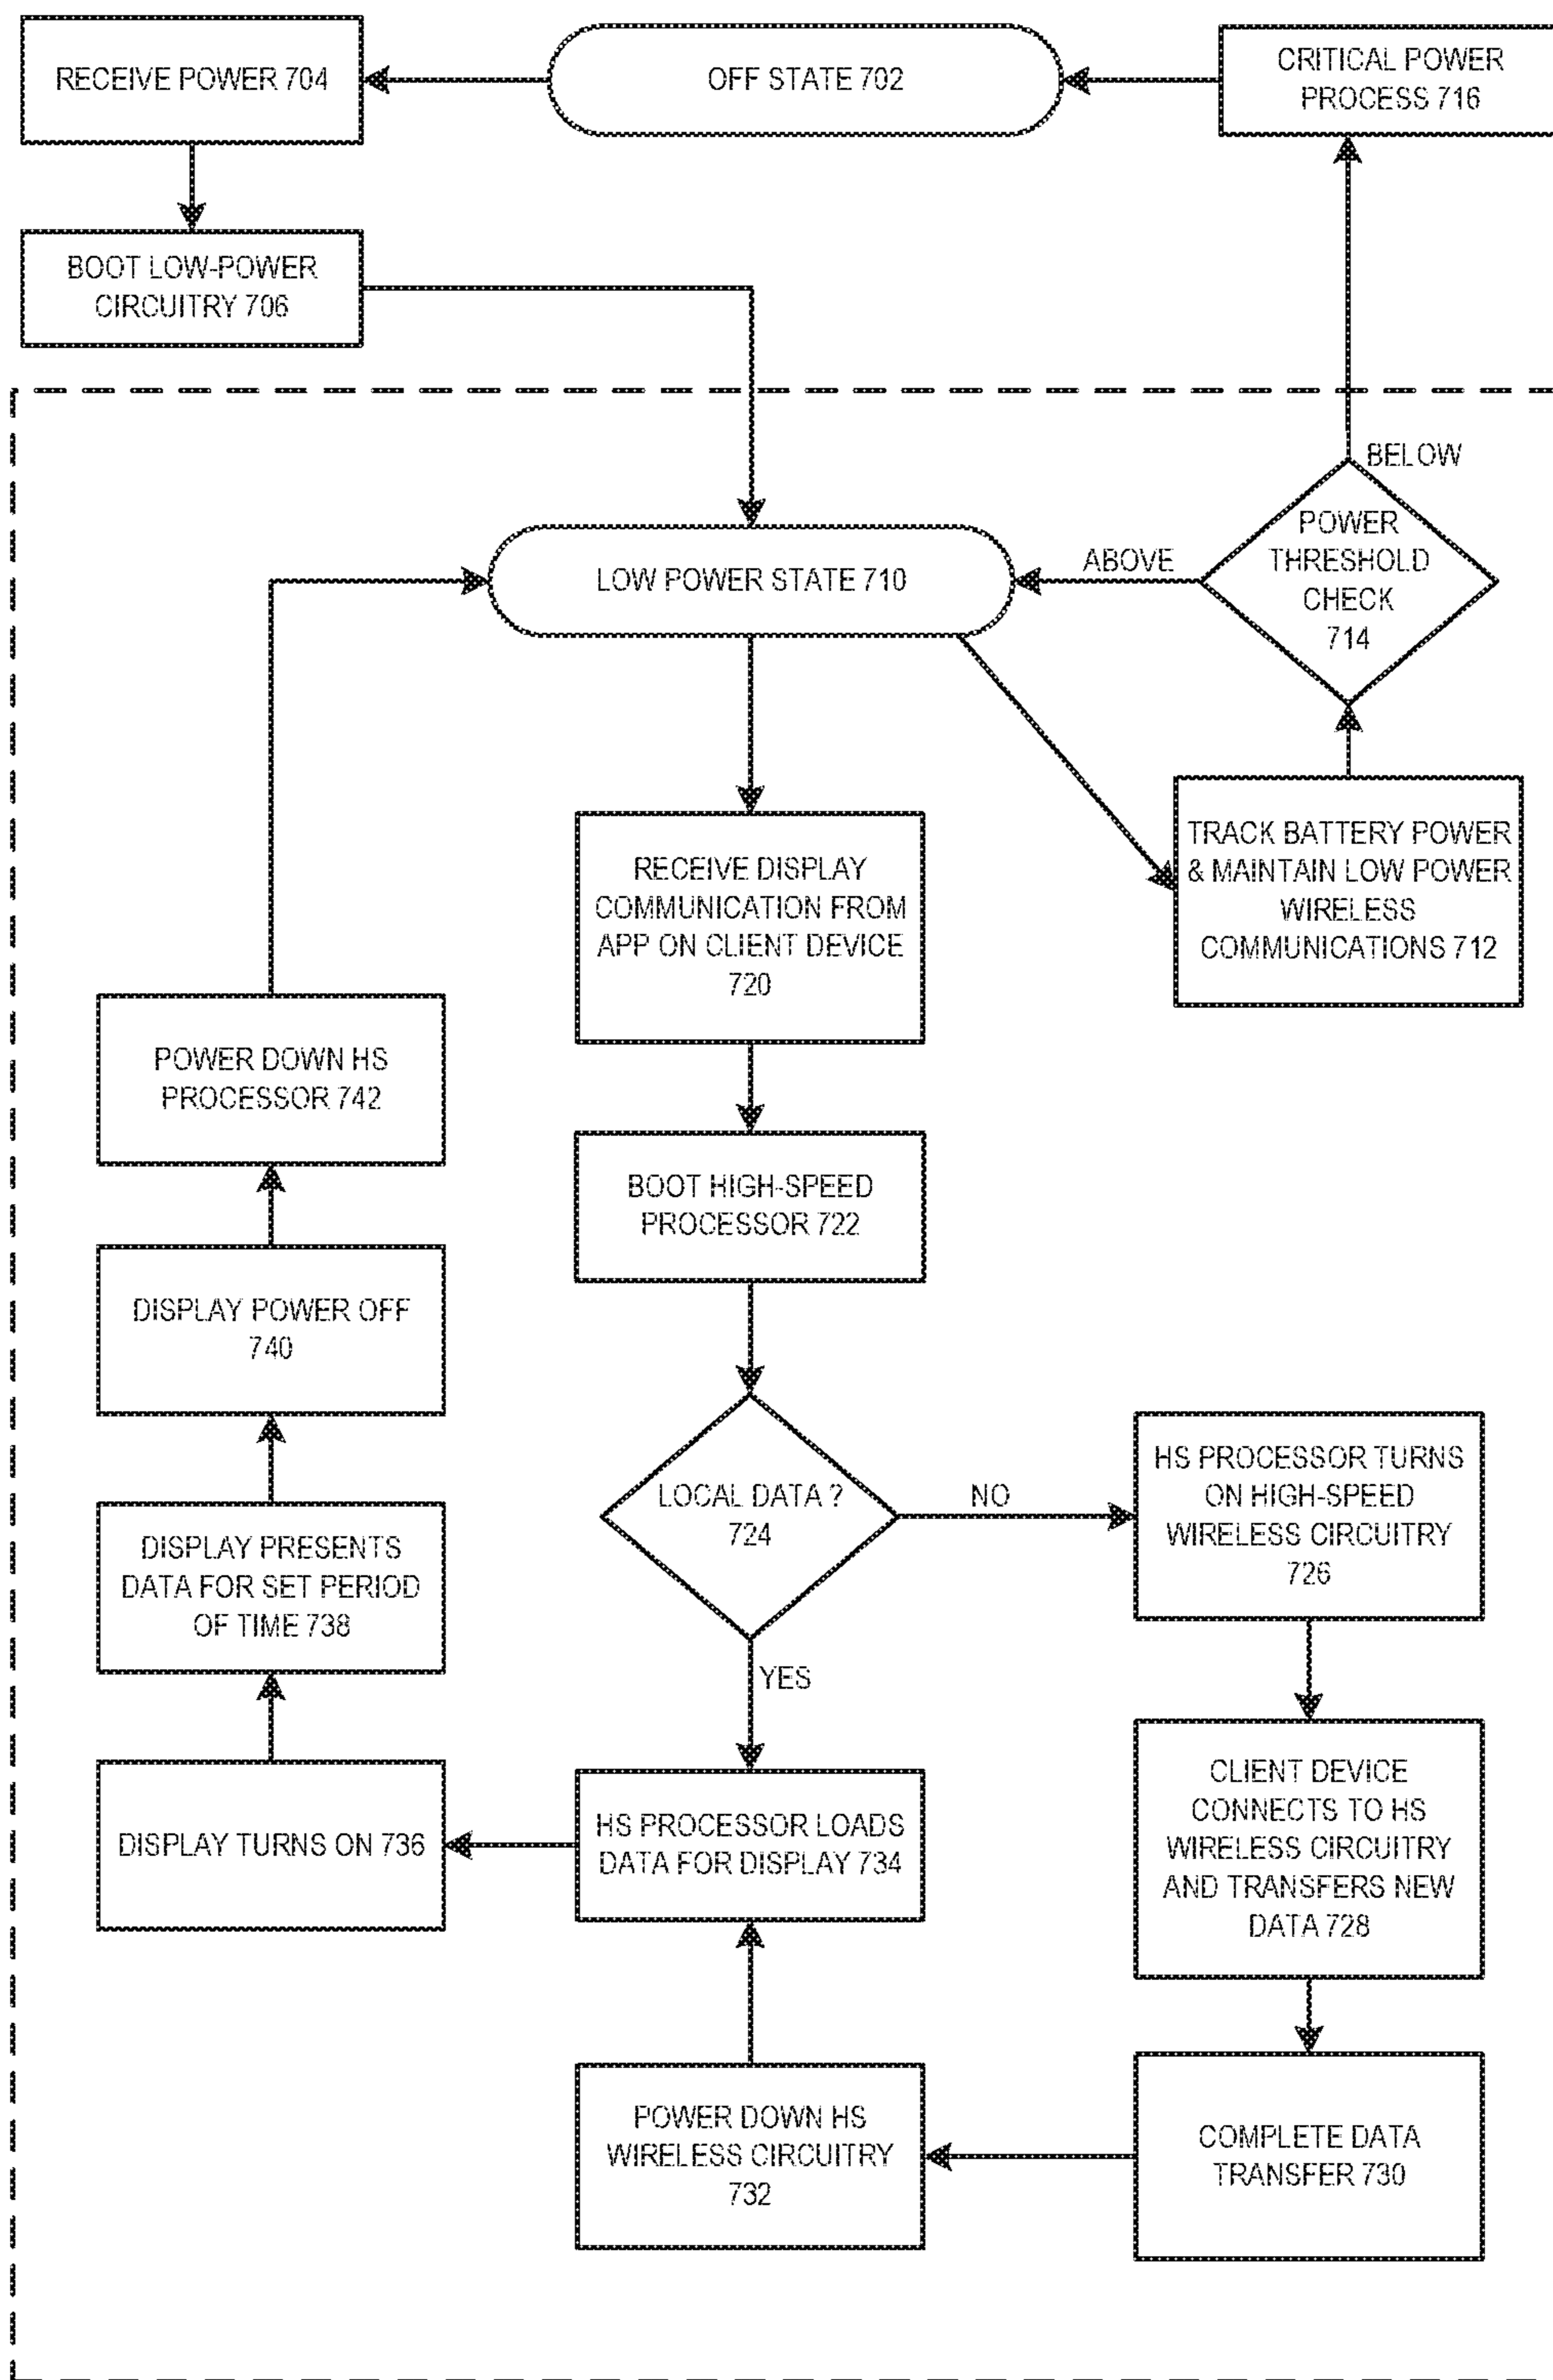 RECEIVE POWER 704
OFF STATE 702
CRITICAL POWER
PROCESS 716
BOOT LOW-POWER
CIRCUITRY 706
BELOW
POWER
THRESHOLD
CHECK
714
ABOVE
LOW POWER STATE 710
TRACK BATTERY POWER
& MAINTAIN LOW POWER
WIRELESS
COMMUNICATIONS 712
RECEIVE DISPLAY
COMMUNICATION FROM
APP ON CLIENT DEVICE
720
POWER DOWN HS
PROCESSOR 742
BOOT HIGH-SPEED
PROCESSOR 722
DISPLAY POWER OFF
740
LOCAL DATA ?
724
NO
HS PROCESSOR TURNS
ON HIGH-SPEED
WIRELESS CIRCUITRY
726
DISPLAY PRESENTS
DATA FOR SET PERIOD
OF TIME 738
YES
CLIENT DEVICE
CONNECTS TO HS
WIRELESS CIRCUITRY
AND TRANSFERS NEW
DATA 728
HS PROCESSOR LOADS
DATA FOR DISPLAY 734
DISPLAY TURNS ON 736
POWER DOWN HS
WIRELESS CIRCUITRY
732
COMPLETE DATA
TRANSFER 730